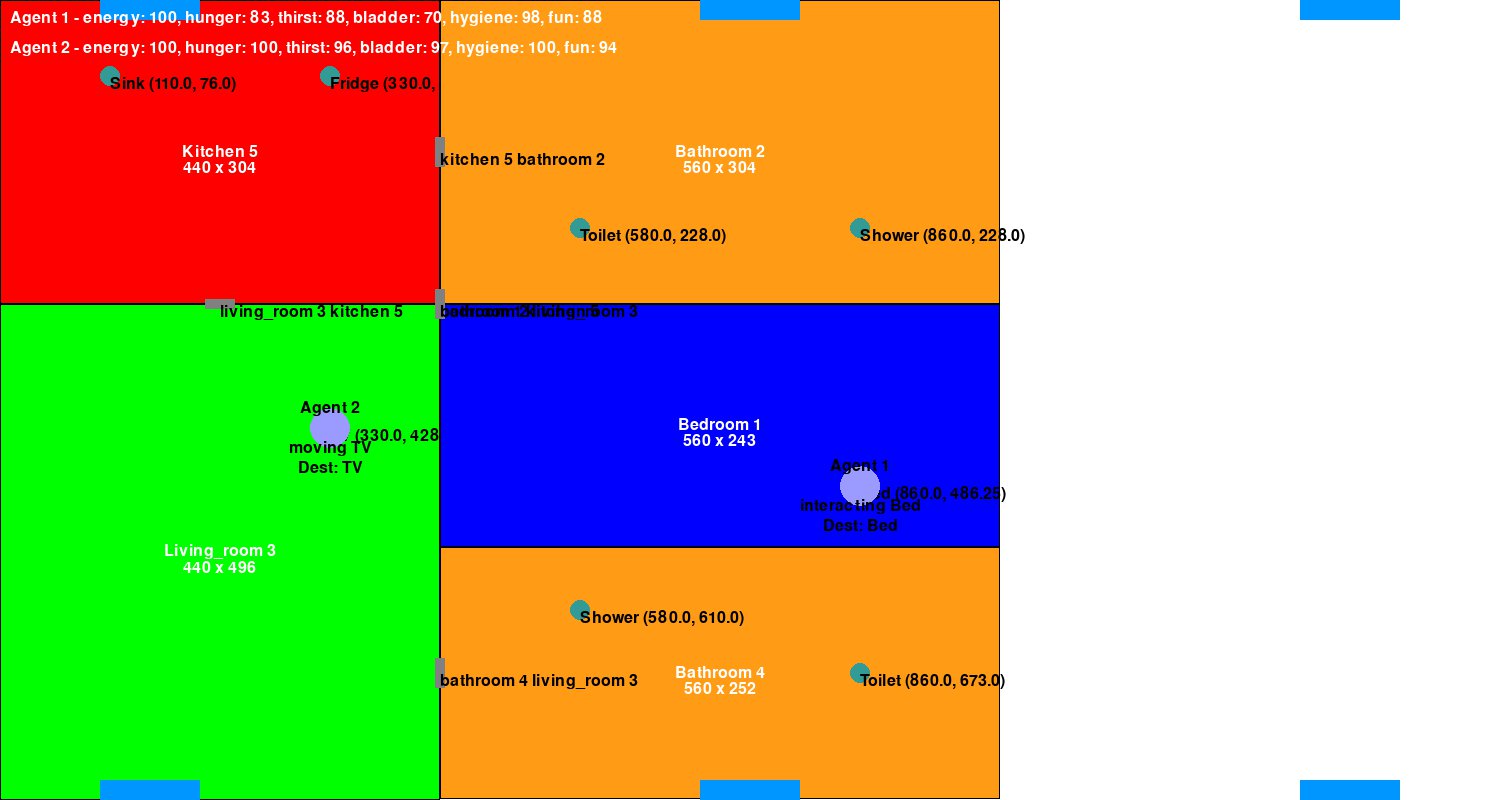 Agent 1 - energy: 100, hunger: 83, thirst: 88, bladder: 70, hygiene: 98, fun: 88
Agent 2 - energy: 100, hunger: 100, thirst: 96, bladder: 97, hygiene: 100, fun: 94
Sink (110.0, 76.0)
Fridge (330.0,
Kitchen 5
440 x 304
Bathroom 2
560 x 304
kitchen 5 bathroom 2
Toilet (580.0, 228.0)
Shower (860.0, 228.0)
living_room 3 kitchen 5
room 3
Agent 2
(330.0, 428
moving TV
Dest: TV
Bedroom 1
560 x 243
Agent 1
d (860.0, 486.25)
interacting Bed
Dest: Bed
Living_room 3
440 x 496
Shower (580.0, 610.0)
Bathroom 4
560 x 252
bathroom 4 living_room 3
Toilet (860.0, 673.0)